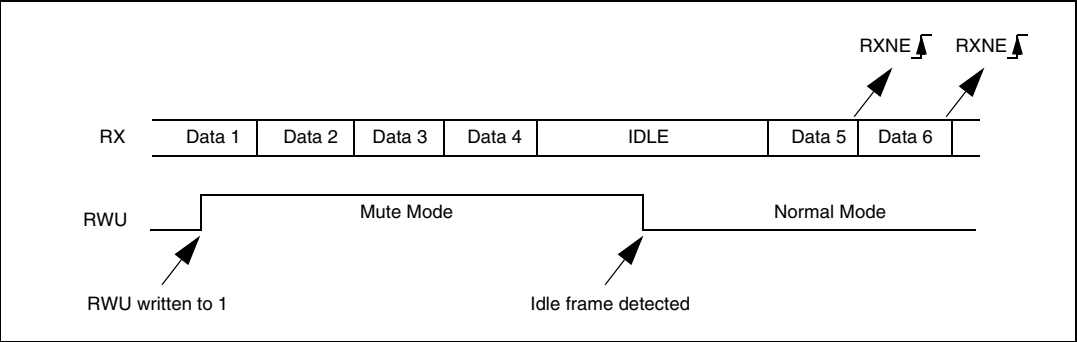 RXNE RXNE
RX Data 1 Data 2 Data 3 Data 4 IDLE Data 5 Data 6
RWU Mute Mode Normal Mode
RWU written to 1 Idle frame detected